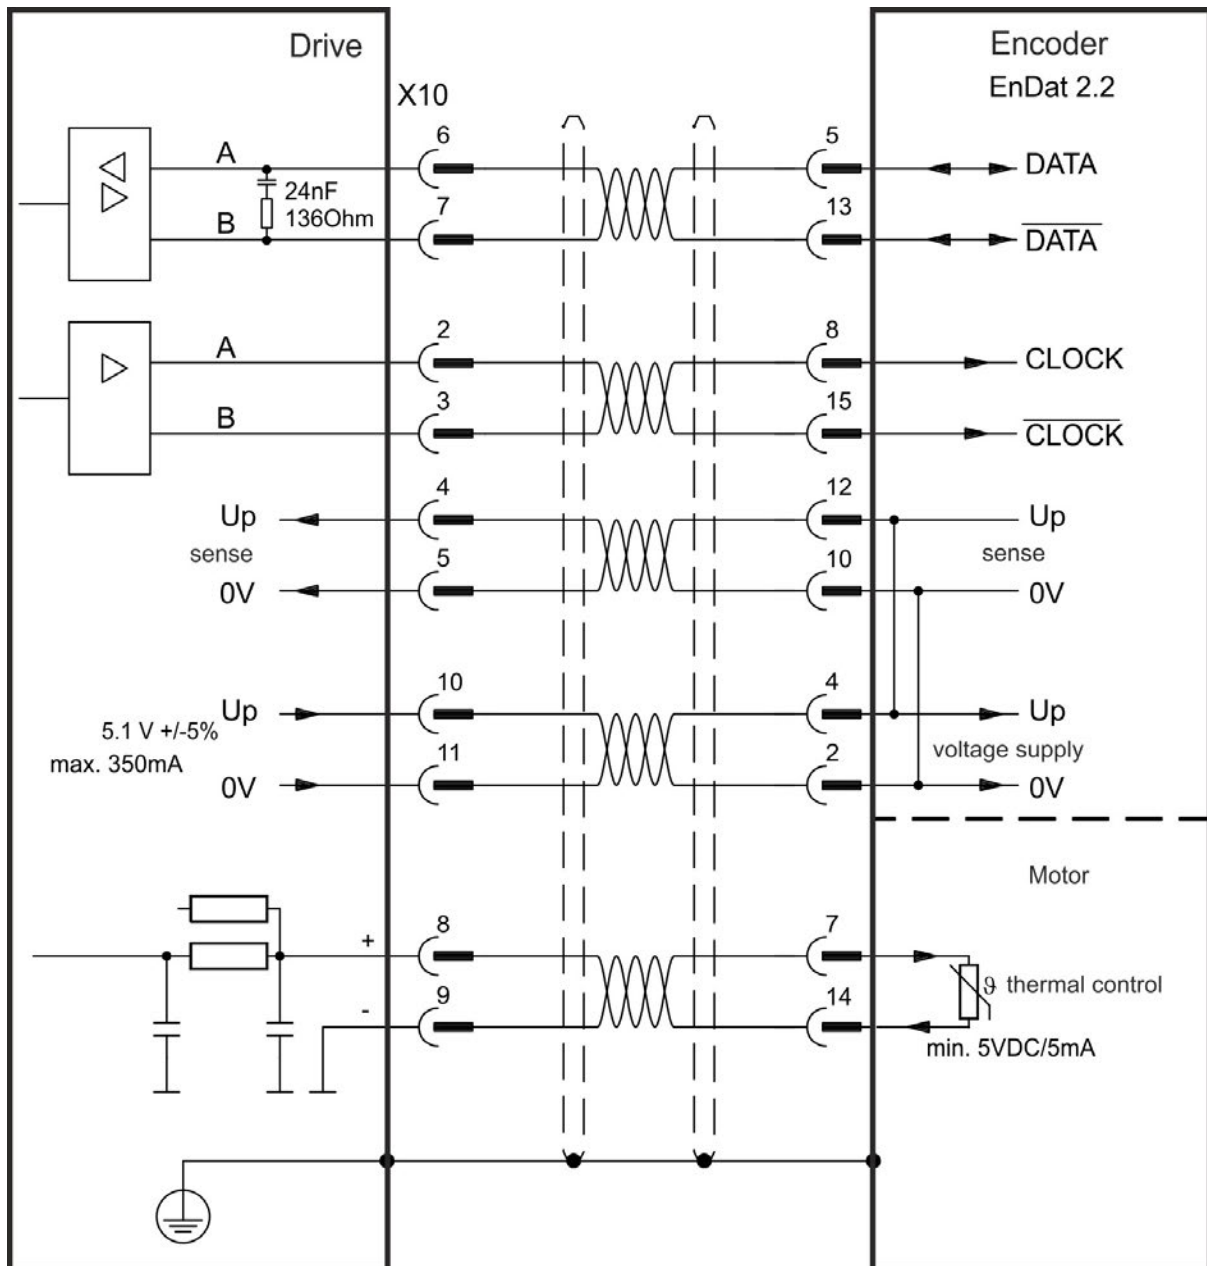 Drive
Encoder
EnDat 2.2
X10
A
6
5
DATA
24nF
136Ohm
B
7
13
DATA
A
2
8
CLOCK
B
3
15
CLOCK
Up
4
12
Up
sense
sense
0V
5
10
0V
Up
10
4
Up
5.1 V +/-5%
max. 350mA
voltage supply
0V
11
2
0V
Motor
+
8
7
ϑ thermal control
-
9
14
min. 5VDC/5mA